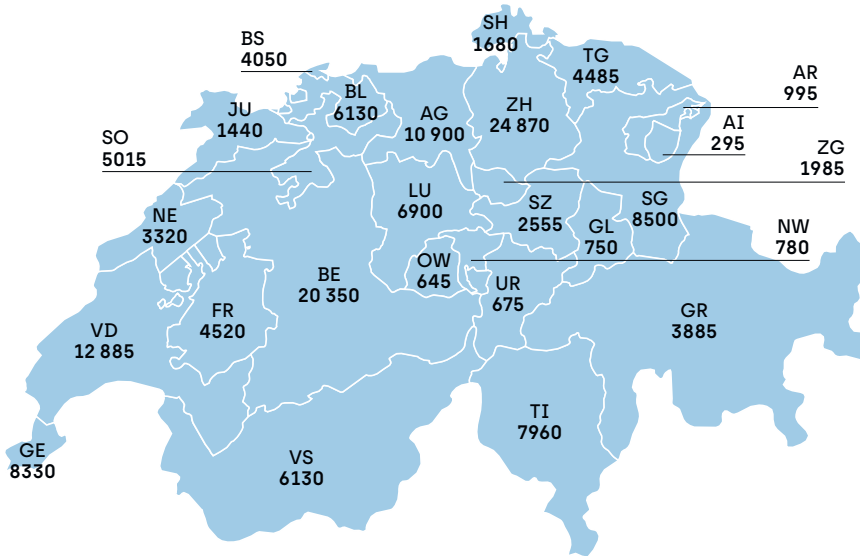 SH
1680
BS
4050
TG
4485
AR
995
BL
6130
JU
1440
AG
10 900
ZH
24 870
AI
295
SO
5015
ZG
1985
LU
6900
SZ
2555
SG
8500
NE
3320
GL
750
NW
780
OW
645
BE
20 350
UR
675
FR
4520
GR
3885
VD
12 885
TI
7960
GE
8330
VS
6130